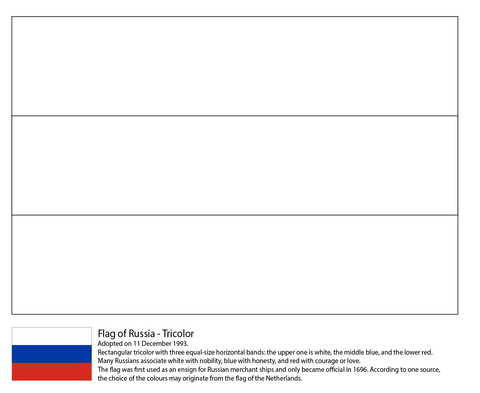 Flag of Russia - Tricolor
Adopted on 11 December 1993.
Rectangular tricolor with three equal-size horizontal bands: the upper one is white, the middle blue, and the lower red.
Many Russians associate white with nobility, blue with honesty, and red with courage or love.
The flag was first used as an ensign for Russian merchant ships and only became official in 1696. According to one source,
the choice of the colours may originate from the flag of the Netherlands.